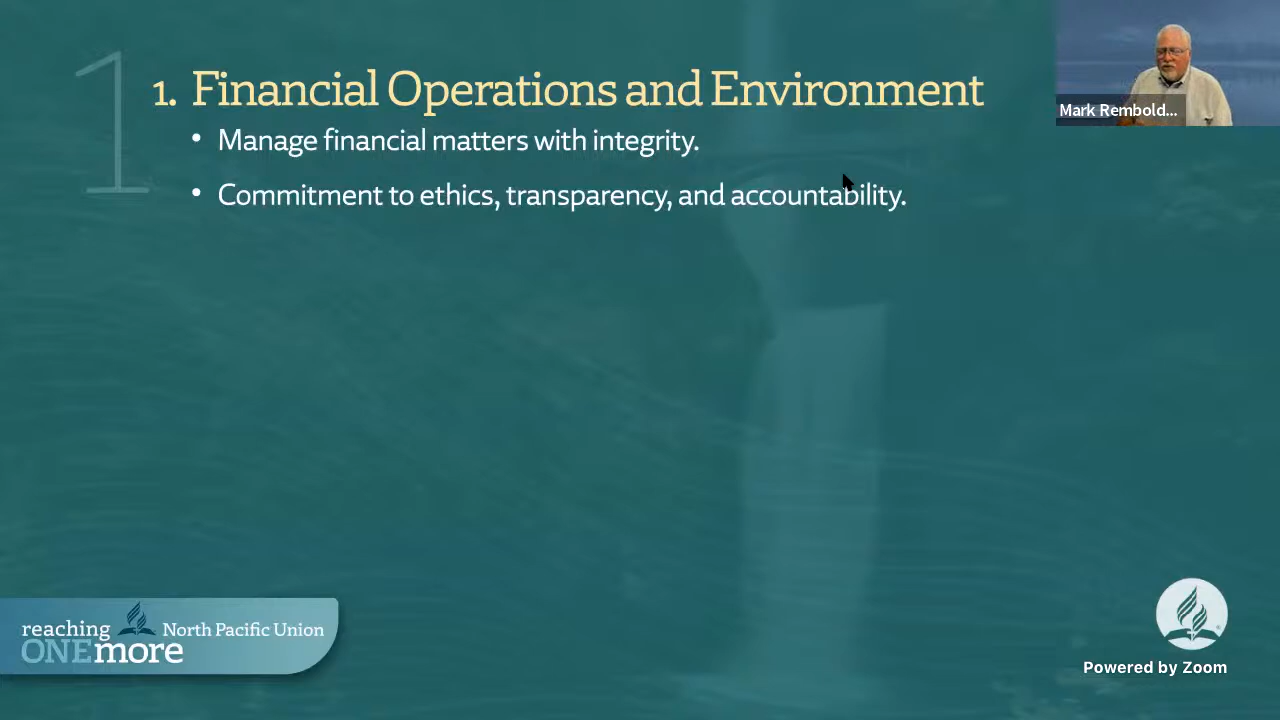 1
1. Financial Operations and Environment
• Manage financial matters with integrity.
• Commitment to ethics, transparency, and accountability.
Mark Rembold...
reaching North Pacific Union
ONEmore
Powered by Zoom